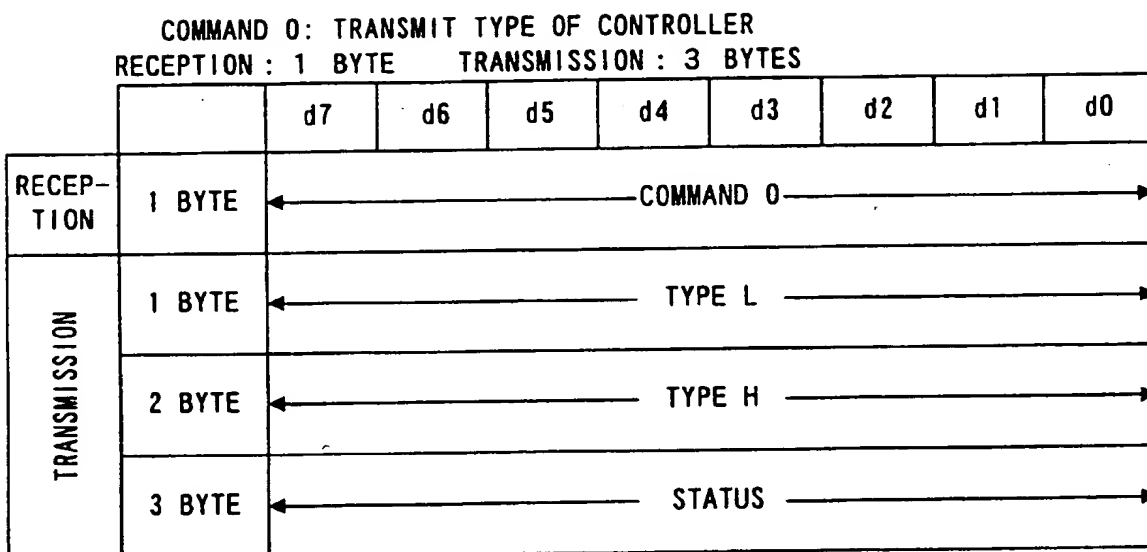 COMMAND 0: TRANSMIT TYPE OF CONTROLLER
RECEPTION : 1 BYTE TRANSMISSION : 3 BYTES
d7 d6 d5 d4 d3 d2 d1 d0
RECEP-
TION
1 BYTE
COMMAND 0
TRANSMISSION
1 BYTE
TYPE L
2 BYTE
TYPE H
3 BYTE
STATUS